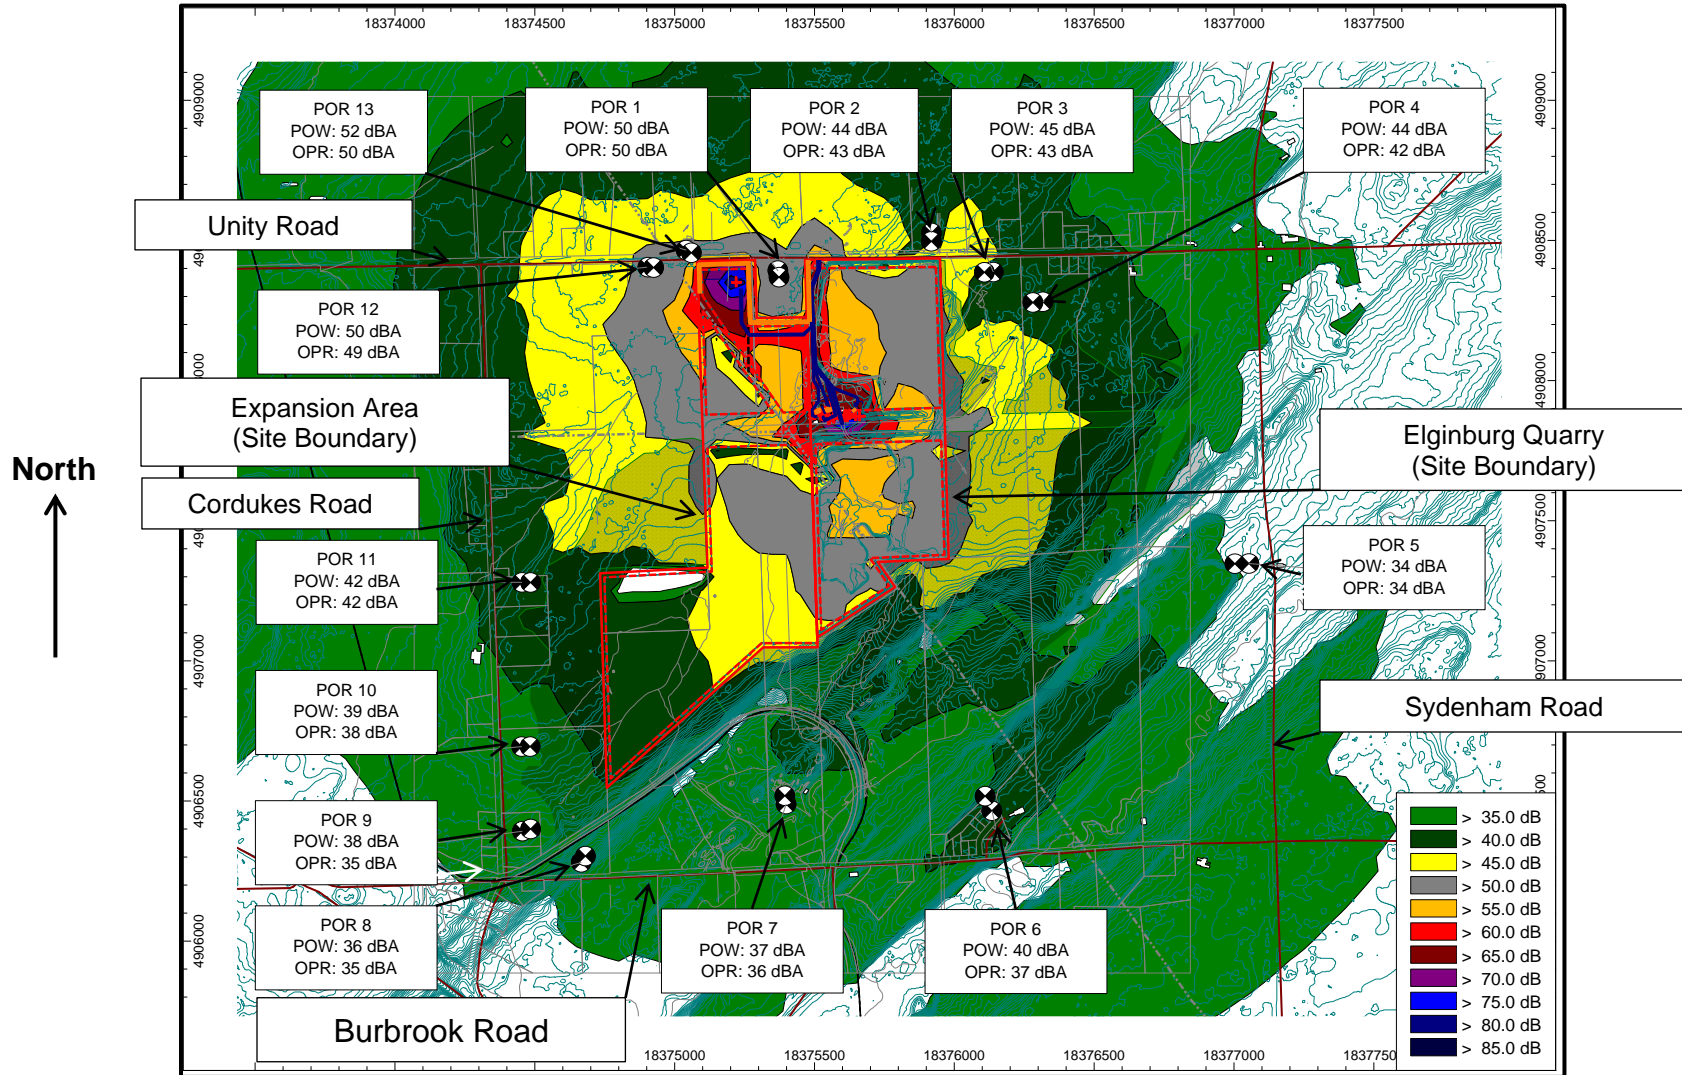 18374000 18374500 18375000 18375500 18376000 18376500 18377000 18377500
4909000
4909000
POR 13
POW: 52 dBA
OPR: 50 dBA
POR 1
POW: 50 dBA
OPR: 50 dBA
POR 2
POW: 44 dBA
OPR: 43 dBA
POR 3
POW: 45 dBA
OPR: 43 dBA
POR 4
POW: 44 dBA
OPR: 42 dBA
Unity Road
4908500
POR 12
POW: 50 dBA
OPR: 49 dBA
4908000
Expansion Area
(Site Boundary)
Elginburg Quarry
(Site Boundary)
North
Cordukes Road
4907500
POR 11
POW: 42 dBA
OPR: 42 dBA
POR 5
POW: 34 dBA
OPR: 34 dBA
4907000
4907000
POR 10
POW: 39 dBA
OPR: 38 dBA
Sydenham Road
4906500
POR 9
POW: 38 dBA
OPR: 35 dBA
POR 8
POW: 36 dBA
OPR: 35 dBA
POR 7
POW: 37 dBA
OPR: 36 dBA
POR 6
POW: 40 dBA
OPR: 37 dBA
4906000
Burbrook Road
> 35.0 dB
> 40.0 dB
> 45.0 dB
> 50.0 dB
> 55.0 dB
> 60.0 dB
> 65.0 dB
> 70.0 dB
> 75.0 dB
> 80.0 dB
> 85.0 dB
18375000 18375500 18376000 18376500 18377000